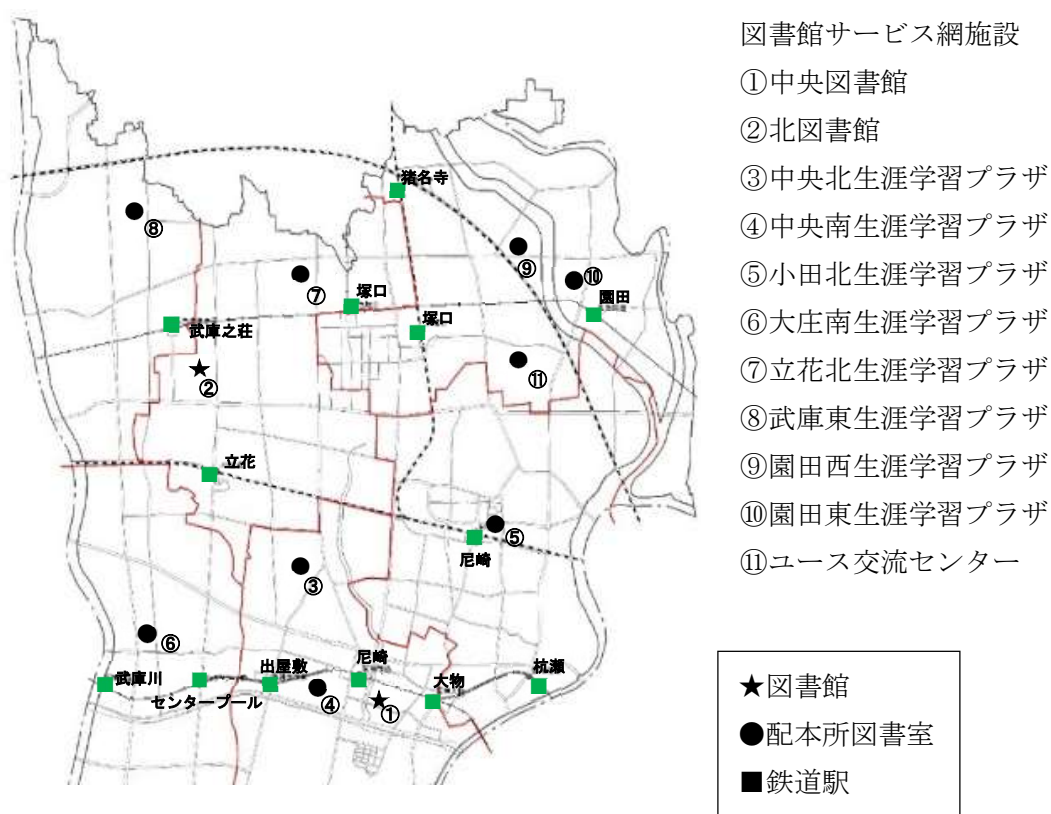 図書館サービス網施設
①中央図書館
②北図書館
③中央北生涯学習プラザ
④中央南生涯学習プラザ
⑤小田北生涯学習プラザ
⑥大庄南生涯学習プラザ
⑦立花北生涯学習プラザ
⑧武庫東生涯学習プラザ
⑨園田西生涯学習プラザ
⑩園田東生涯学習プラザ
⑪ユース交流センター
★図書館
●配本所図書室
■鉄道駅
猪名寺
⑧
⑨
⑦
⑩
塚口
園田
塚口
武庫之荘
②
⑪
立花
⑤
尼崎
③
⑥
出屋敷
尼崎
杭瀬
武庫川
大物
センタープール
④
①